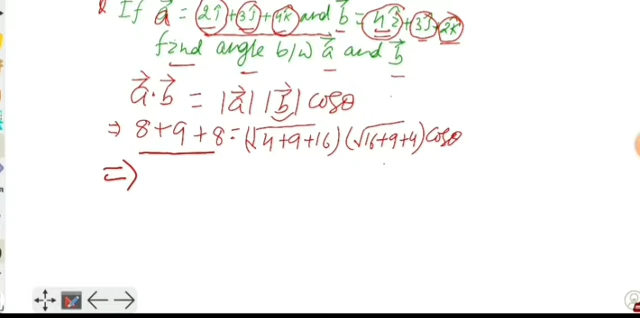 If a⃗ = 2î+3ĵ+4k̂ and b⃗ = 4î+3ĵ+2k̂
find angle b/w a⃗ and b⃗
a⃗.b⃗ = |a⃗| |b⃗| cosθ
⇒ 8+9+8 = (√4+9+16) (√16+9+4) cosθ
⇒